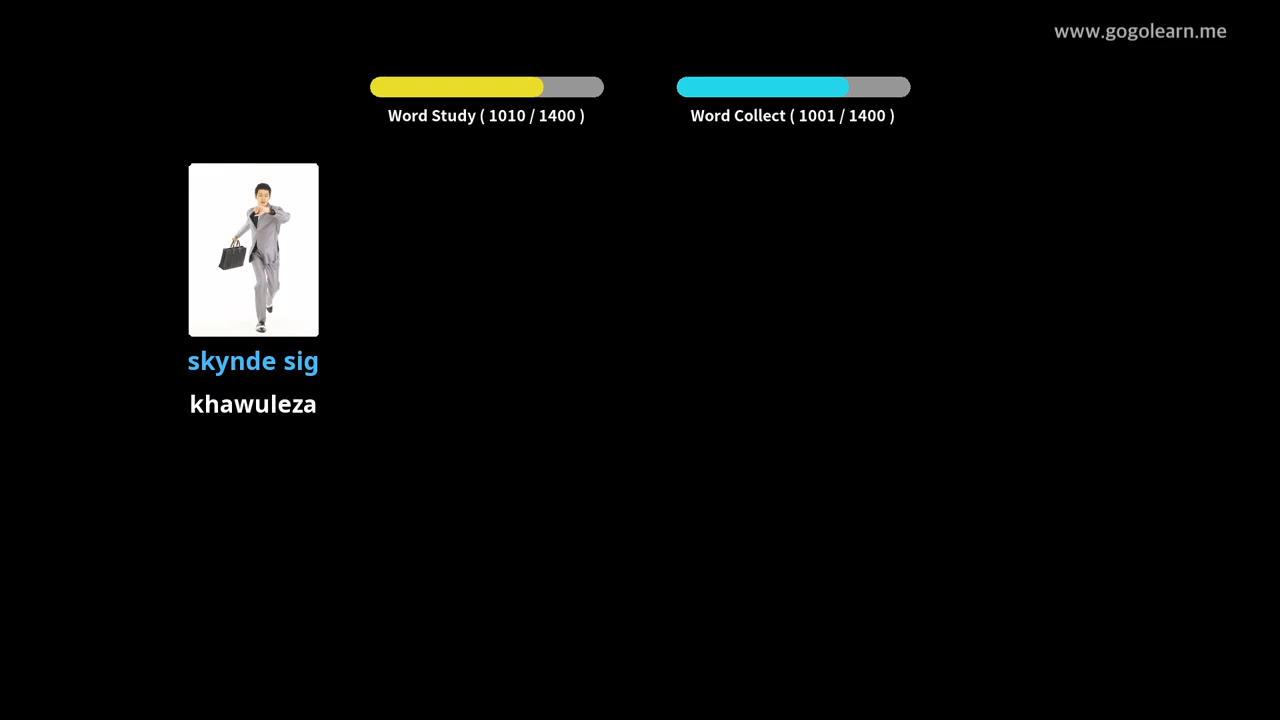 www.gogolearn.me
Word Study ( 1010 / 1400 )
Word Collect ( 1001 / 1400 )
skynde sig
khawuleza